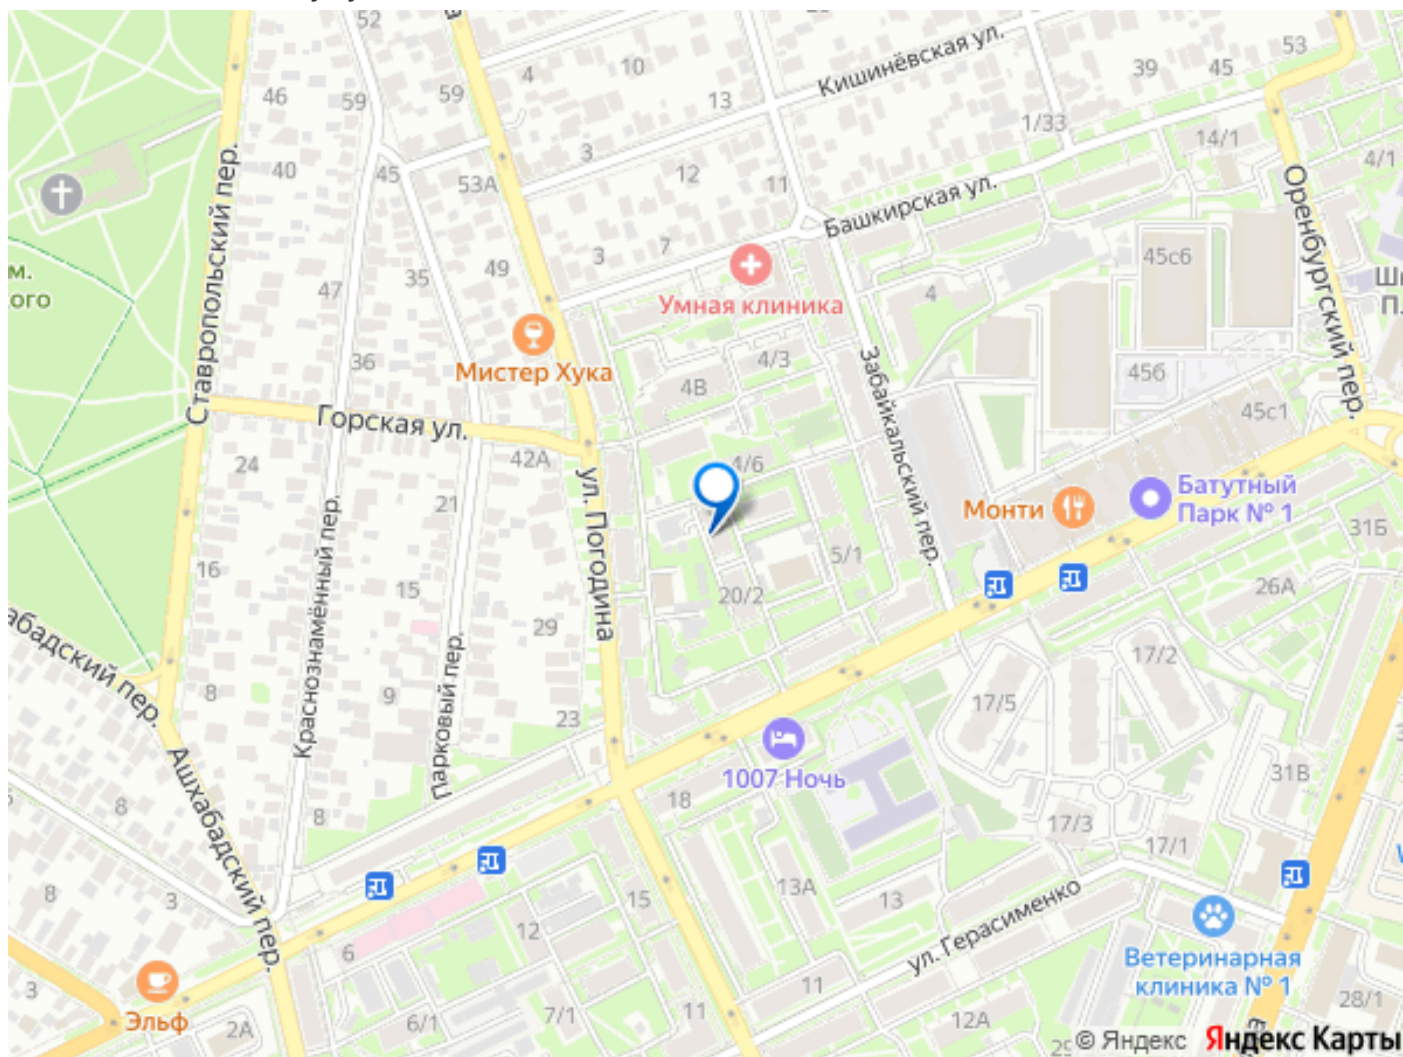 52
53
Кишинёвская ул.
10
4
39
45
46
59
59
13
1/33
14/1
3
4/1
40
45
53А
12
11
Оренбургский пер.
Ставропольский пер.
Башкирская ул.
3
7
49
м.
ого
35
47
45с6
4
Умная клиника
Мистер Хука
36
4/3
4В
Забайкальский пер.
456
45с1
Горская ул.
42А
24
4/6
ул. Погодина
21
Монти
Батутный
Парк № 1
31Б
Краснознамённый пер.
16
15
5/1
20/2
26А
29
абадский пер.
Парковый пер.
17/2
8
9
17/5
23
Ашхабадский пер.
1007 Ночь
31В
18
8
8
17/3
17/1
13А
13
8
3
15
ул. Герасименко
12
6
Ветеринарная
клиника № 1
3
11
28/1
Эльф
2А
6/1
7/1
11
12А
© Яндекс
Яндекс Карты